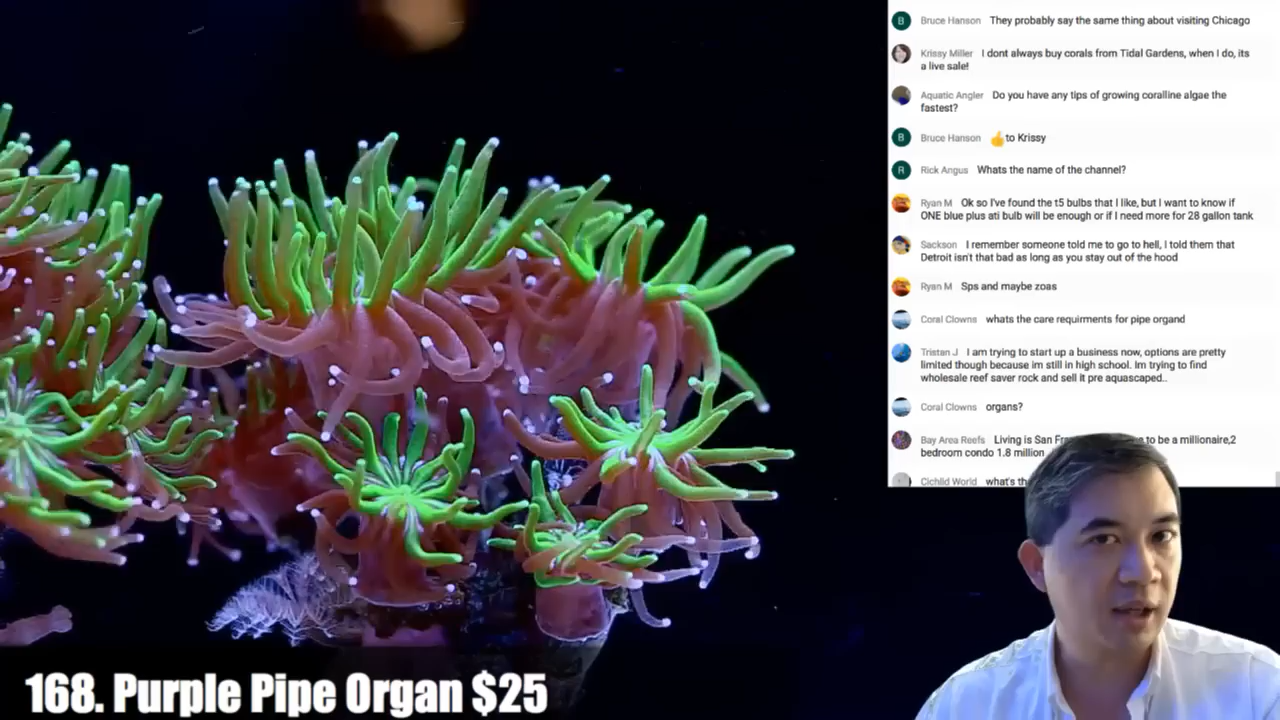 B Bruce Hanson They probably say the same thing about visiting Chicago
Krissy Miller I dont always buy corals from Tidal Gardens, when I do, its
a live sale!
Aquatic Angler Do you have any tips of growing coralline algae the
fastest?
B Bruce Hanson 👍to Krissy
R Rick Angus Whats the name of the channel?
Ryan M Ok so I've found the t5 bulbs that I like, but I want to know if
ONE blue plus ati bulb will be enough or if I need more for 28 gallon tank
Sackson I remember someone told me to go to hell, I told them that
Detroit isn't that bad as long as you stay out of the hood
Ryan M Sps and maybe zoas
Coral Clowns whats the care requirments for pipe organd
Tristan J I am trying to start up a business now, options are pretty
limited though because im still in high school. Im trying to find
wholesale reef saver rock and sell it pre aquascaped..
Coral Clowns organs?
Bay Area Reefs Living is San to be a millionaire,2
bedroom condo 1.8 million
Cichlid World what's
168. Purple Pipe Organ $25